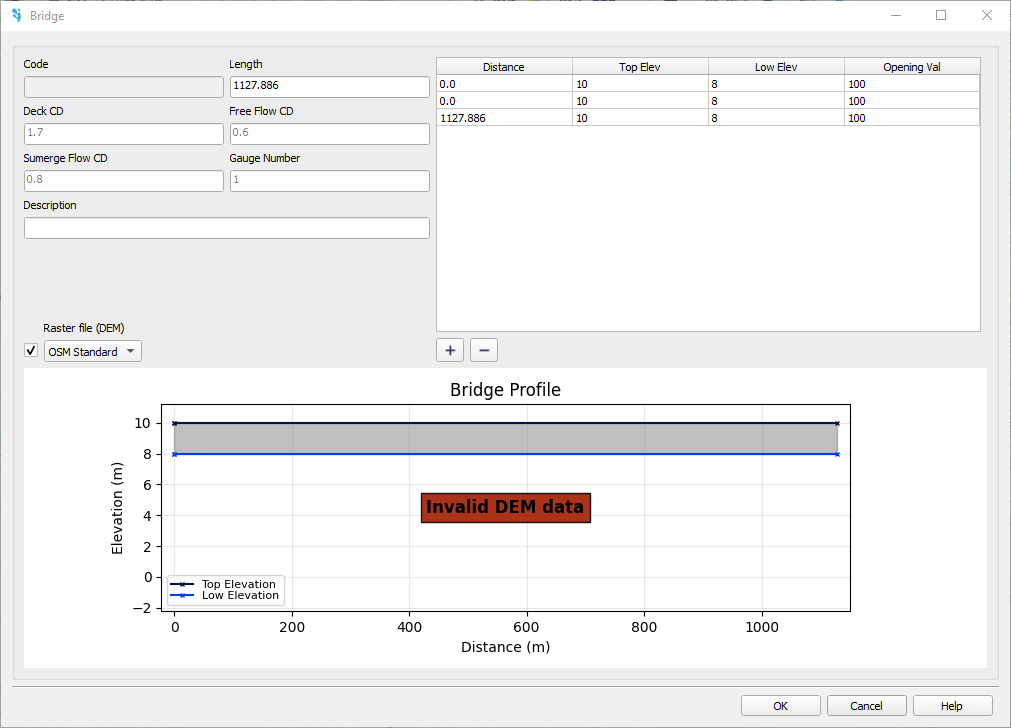 Bridge
Code
Length
1127.886
Deck CD
Free Flow CD
1.7
0.6
Sumerge Flow CD
Gauge Number
0.8
1
Description
Distance Top Elev Low Elev Opening Val
0.0 10 8 100
0.0 10 8 100
1127.886 10 8 100
Raster file (DEM)
OSM Standard
+ −
Bridge Profile
10
8
6
4
2
0
−2
Elevation (m)
Invalid DEM data
Top Elevation
Low Elevation
0 200 400 600 800 1000
Distance (m)
OK Cancel Help